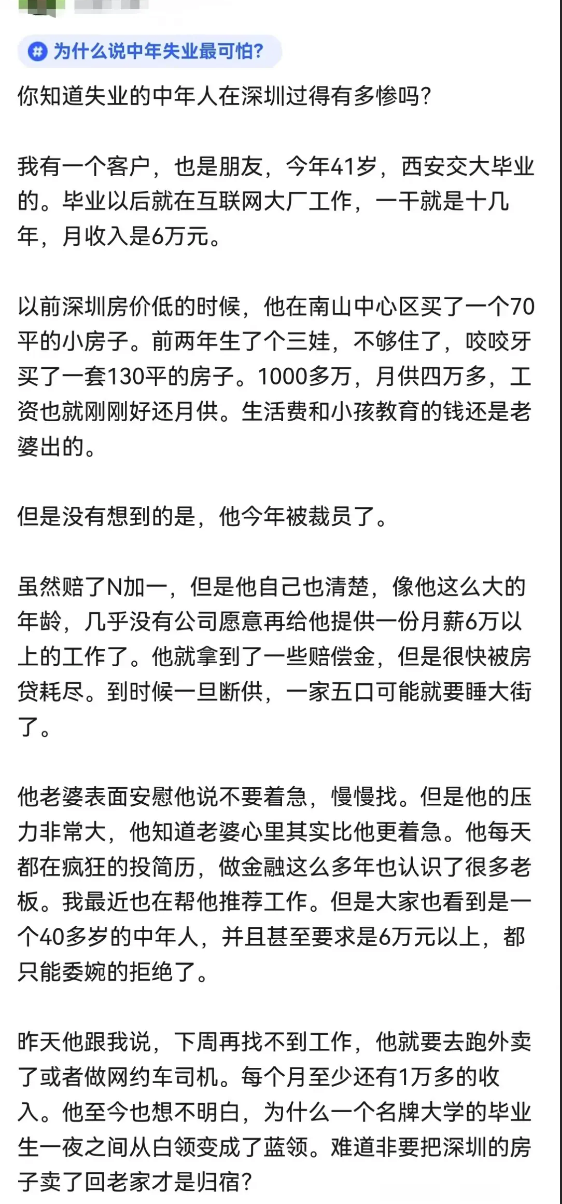 # 为什么说中年失业最可怕？
你知道失业的中年人在深圳过得有多惨吗？
我有一个客户，也是朋友，今年41岁，西安交大毕业
的。毕业以后就在互联网大厂工作，一干就是十几
年，月收入是6万元。
以前深圳房价低的时候，他在南山中心区买了一个70
平的小房子。前两年生了个三娃，不够住了，咬咬牙
买了一套130平的房子。1000多万，月供四万多，工
资也就刚刚好还月供。生活费和小孩教育的钱还是老
婆出的。
但是没有想到的是，他今年被裁员了。
虽然赔了N加一，但是他自己也清楚，像他这么大的
年龄，几乎没有公司愿意再给他提供一份月薪6万以
上的工作了。他就拿到了一些赔偿金，但是很快被房
贷耗尽。到时候一旦断供，一家五口可能就要睡大街
了。
他老婆表面安慰他说不要着急，慢慢找。但是他的压
力非常大，他知道老婆心里其实比他更着急。他每天
都在疯狂的投简历，做金融这么多年也认识了很多老
板。我最近也在帮他推荐工作。但是大家也看到是一
个40多岁的中年人，并且甚至要求是6万元以上，都
只能委婉的拒绝了。
昨天他跟我说，下周再找不到工作，他就要去跑外卖
了或者做网约车司机。每个月至少还有1万多的收
入。他至今也想不明白，为什么一个名牌大学的毕业
生一夜之间从白领变成了蓝领。难道非要把深圳的房
子卖了回老家才是归宿？